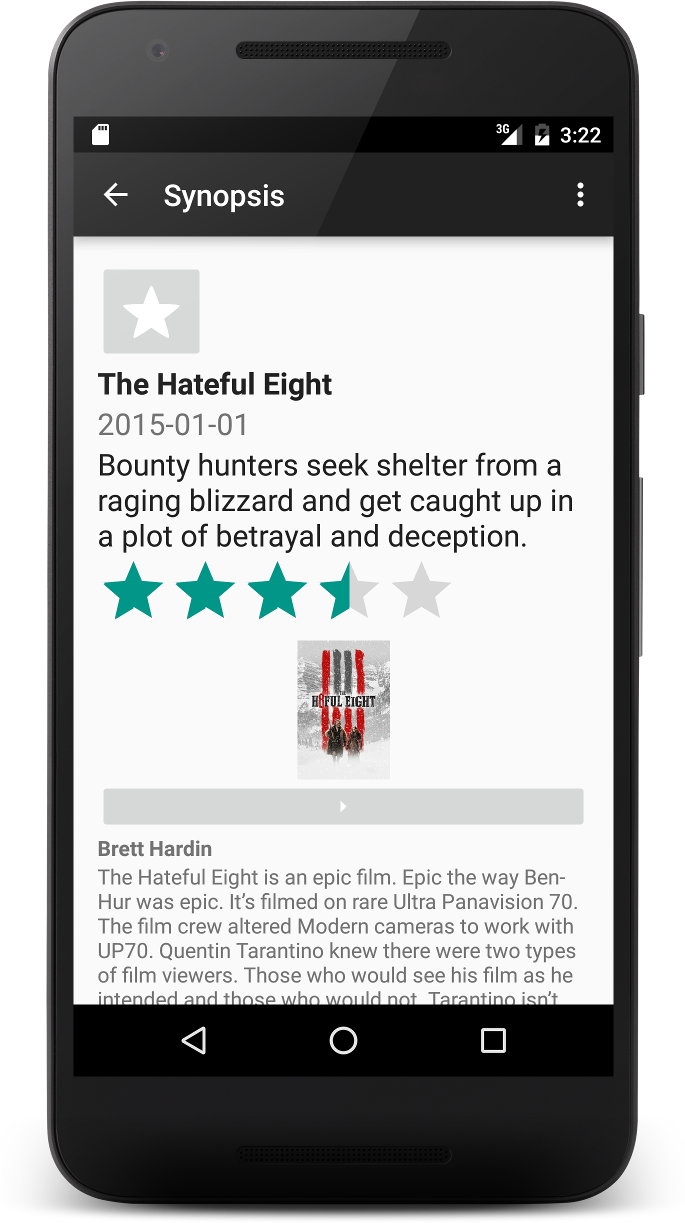 3G 3:22
Synopsis
The Hateful Eight
2015-01-01
Bounty hunters seek shelter from a
raging blizzard and get caught up in
a plot of betrayal and deception.
THE
H8FUL EIGHT
Brett Hardin
The Hateful Eight is an epic film. Epic the way Ben-
Hur was epic. It’s filmed on rare Ultra Panavision 70.
The film crew altered Modern cameras to work with
UP70. Quentin Tarantino knew there were two types
of film viewers. Those who would see his film as he
intended and those who would not. Tarantino isn’t